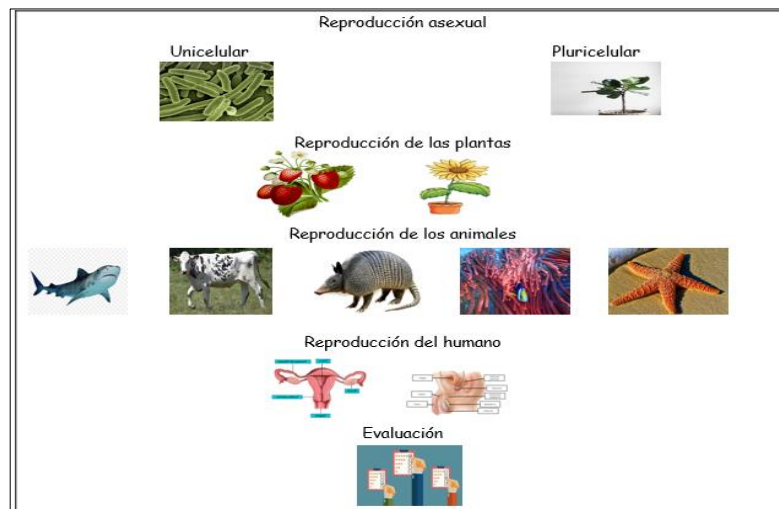 Reproducción asexual
Unicelular
Pluricelular
Reproducción de las plantas
Reproducción de los animales
Reproducción del humano
Evaluación